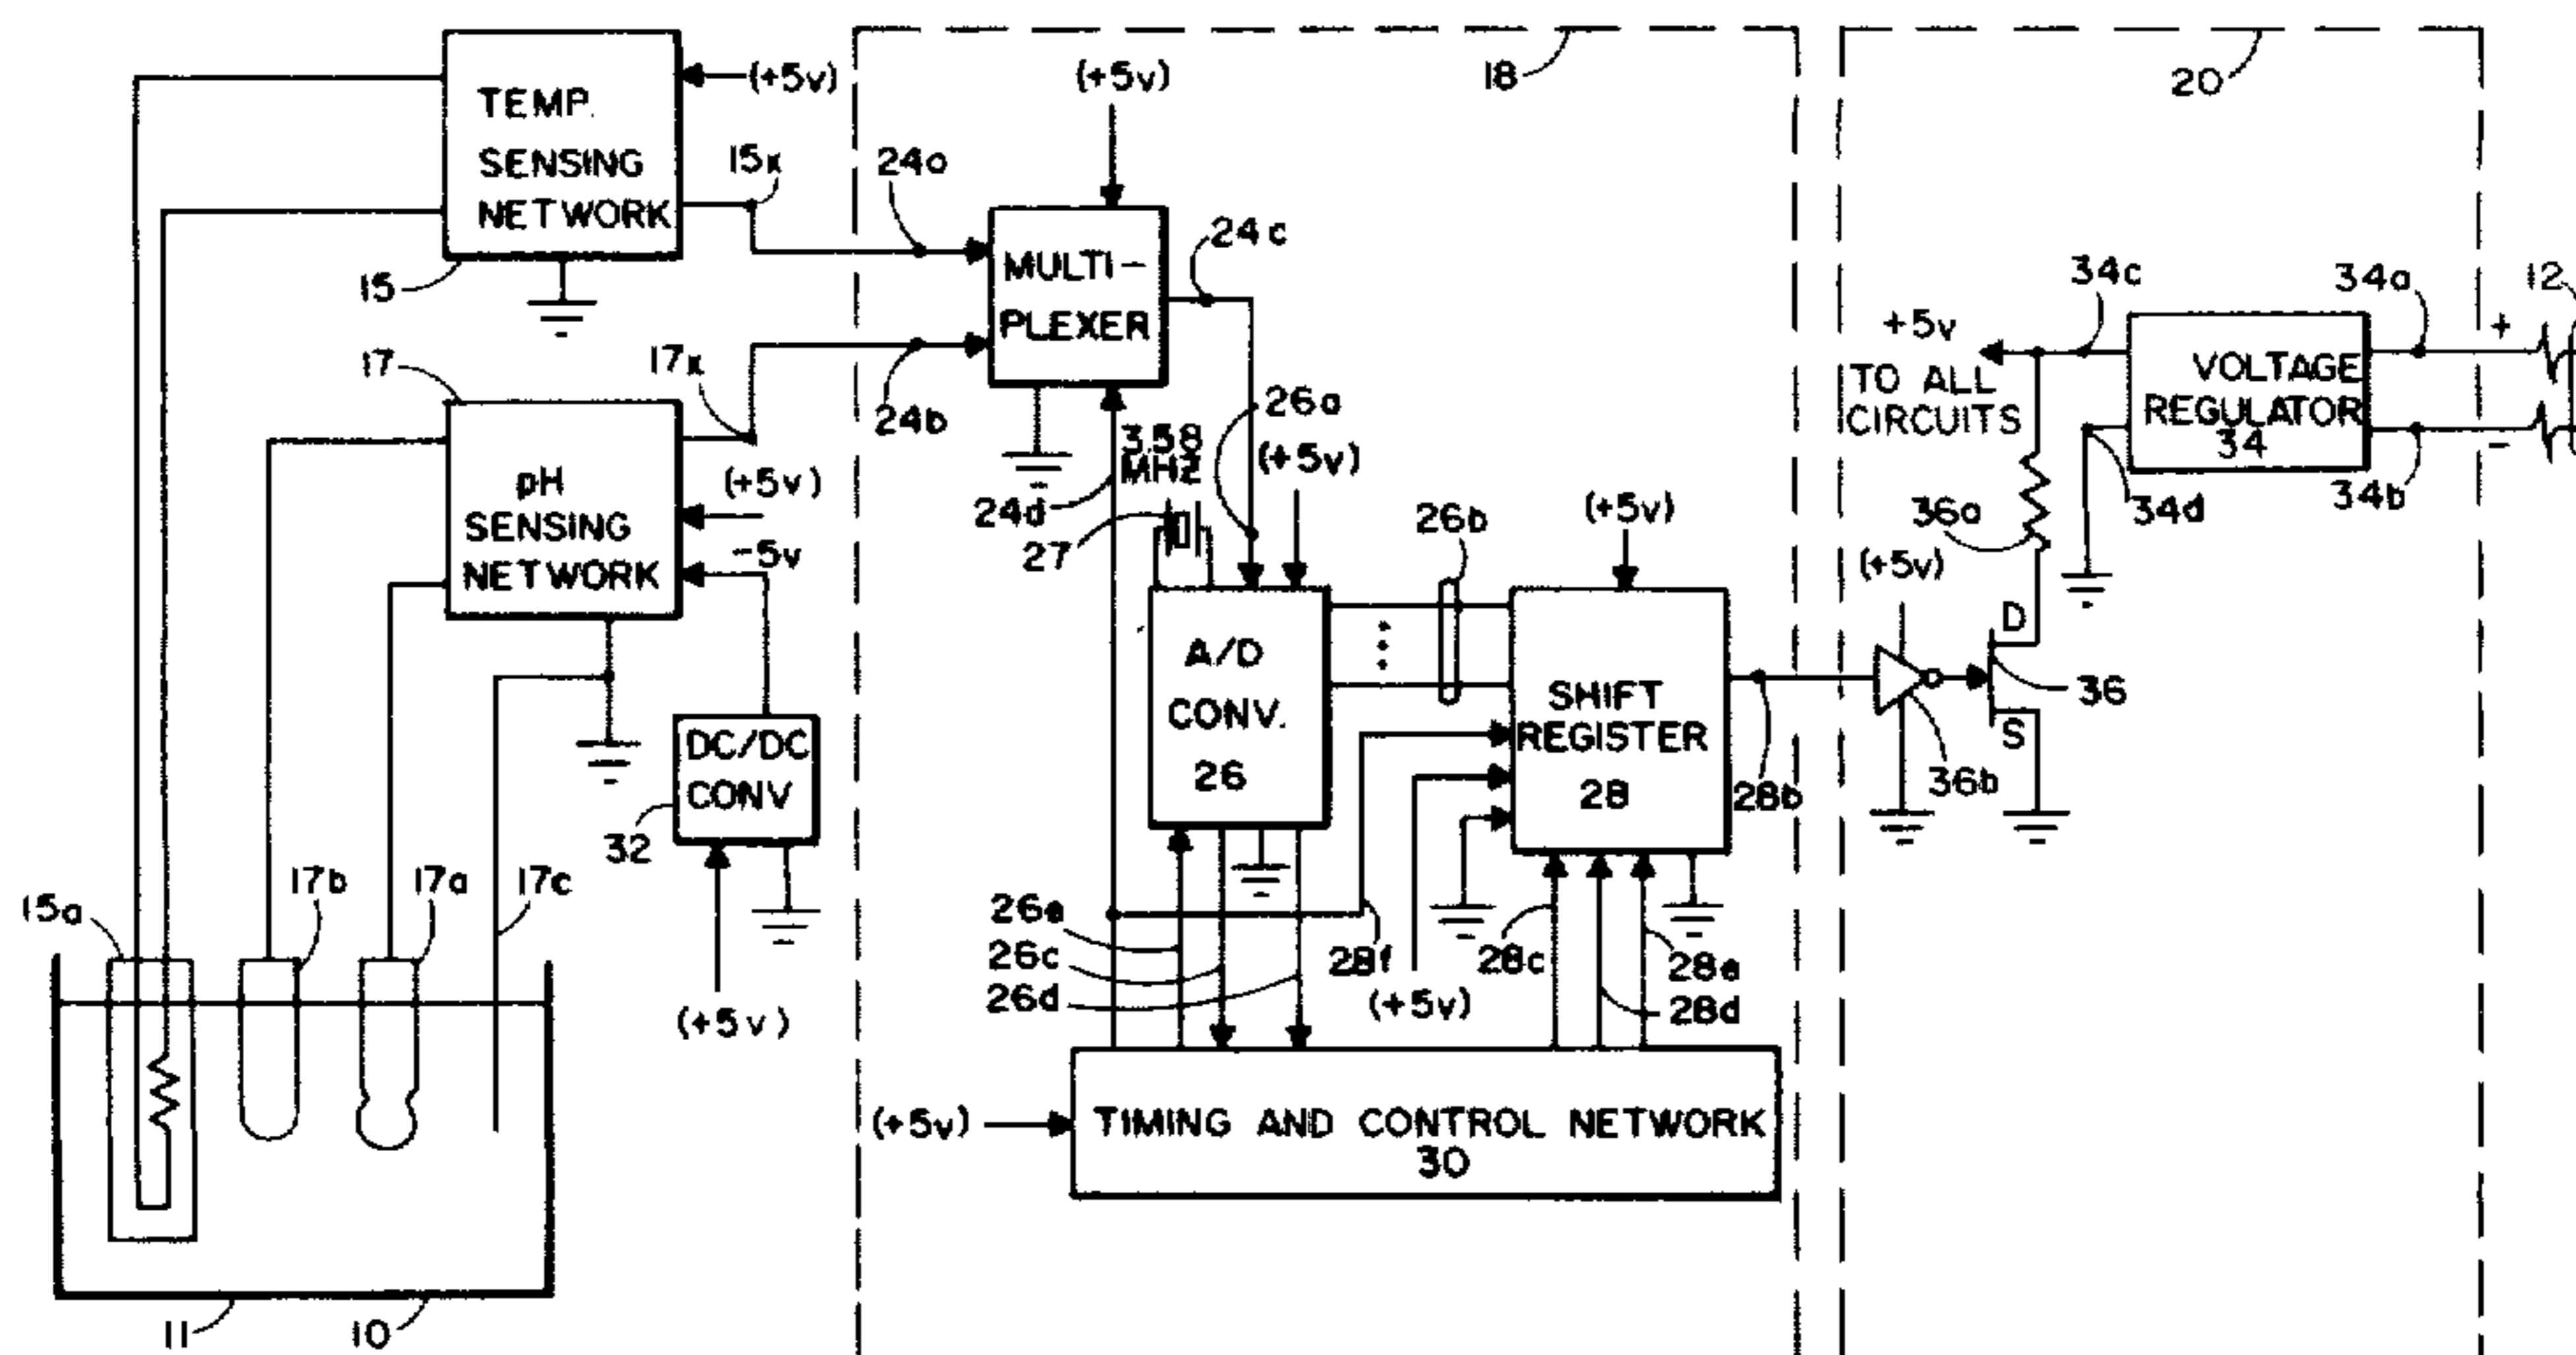 TEMP.
SENSING
NETWORK
(+5v)
15x
15
17
17x
pH
SENSING
NETWORK
(+5v)
-5v
DC/DC
CONV
32
(+5v)
15a
17b
17a
17c
11
10
18
(+5v)
24a
MULTI-
PLEXER
24c
24b
26a
3.58
MHZ
(+5v)
24d
27
26b
(+5v)
A/D
CONV.
26
SHIFT
REGISTER
28
28b
26e
26c
26d
28f
(+5v)
28c
28e
28d
(+5v)
TIMING AND CONTROL NETWORK
30
20
34c
34a
12
+5v
TO ALL
CIRCUITS
VOLTAGE
REGULATOR
34
+
-
34d
34b
36a
(+5v)
D
36
S
36b